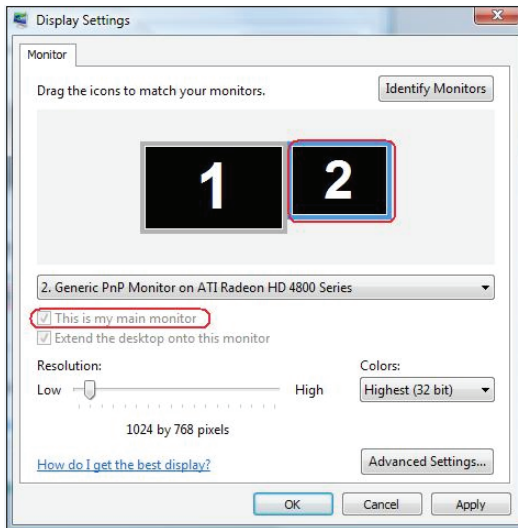 Display Settings
Monitor
Drag the icons to match your monitors.
Identify Monitors
1
2
2. Generic PnP Monitor on ATI Radeon HD 4800 Series
This is my main monitor
Extend the desktop onto this monitor
Resolution:
Colors:
Low
High
Highest (32 bit)
1024 by 768 pixels
How do I get the best display?
Advanced Settings...
OK
Cancel
Apply